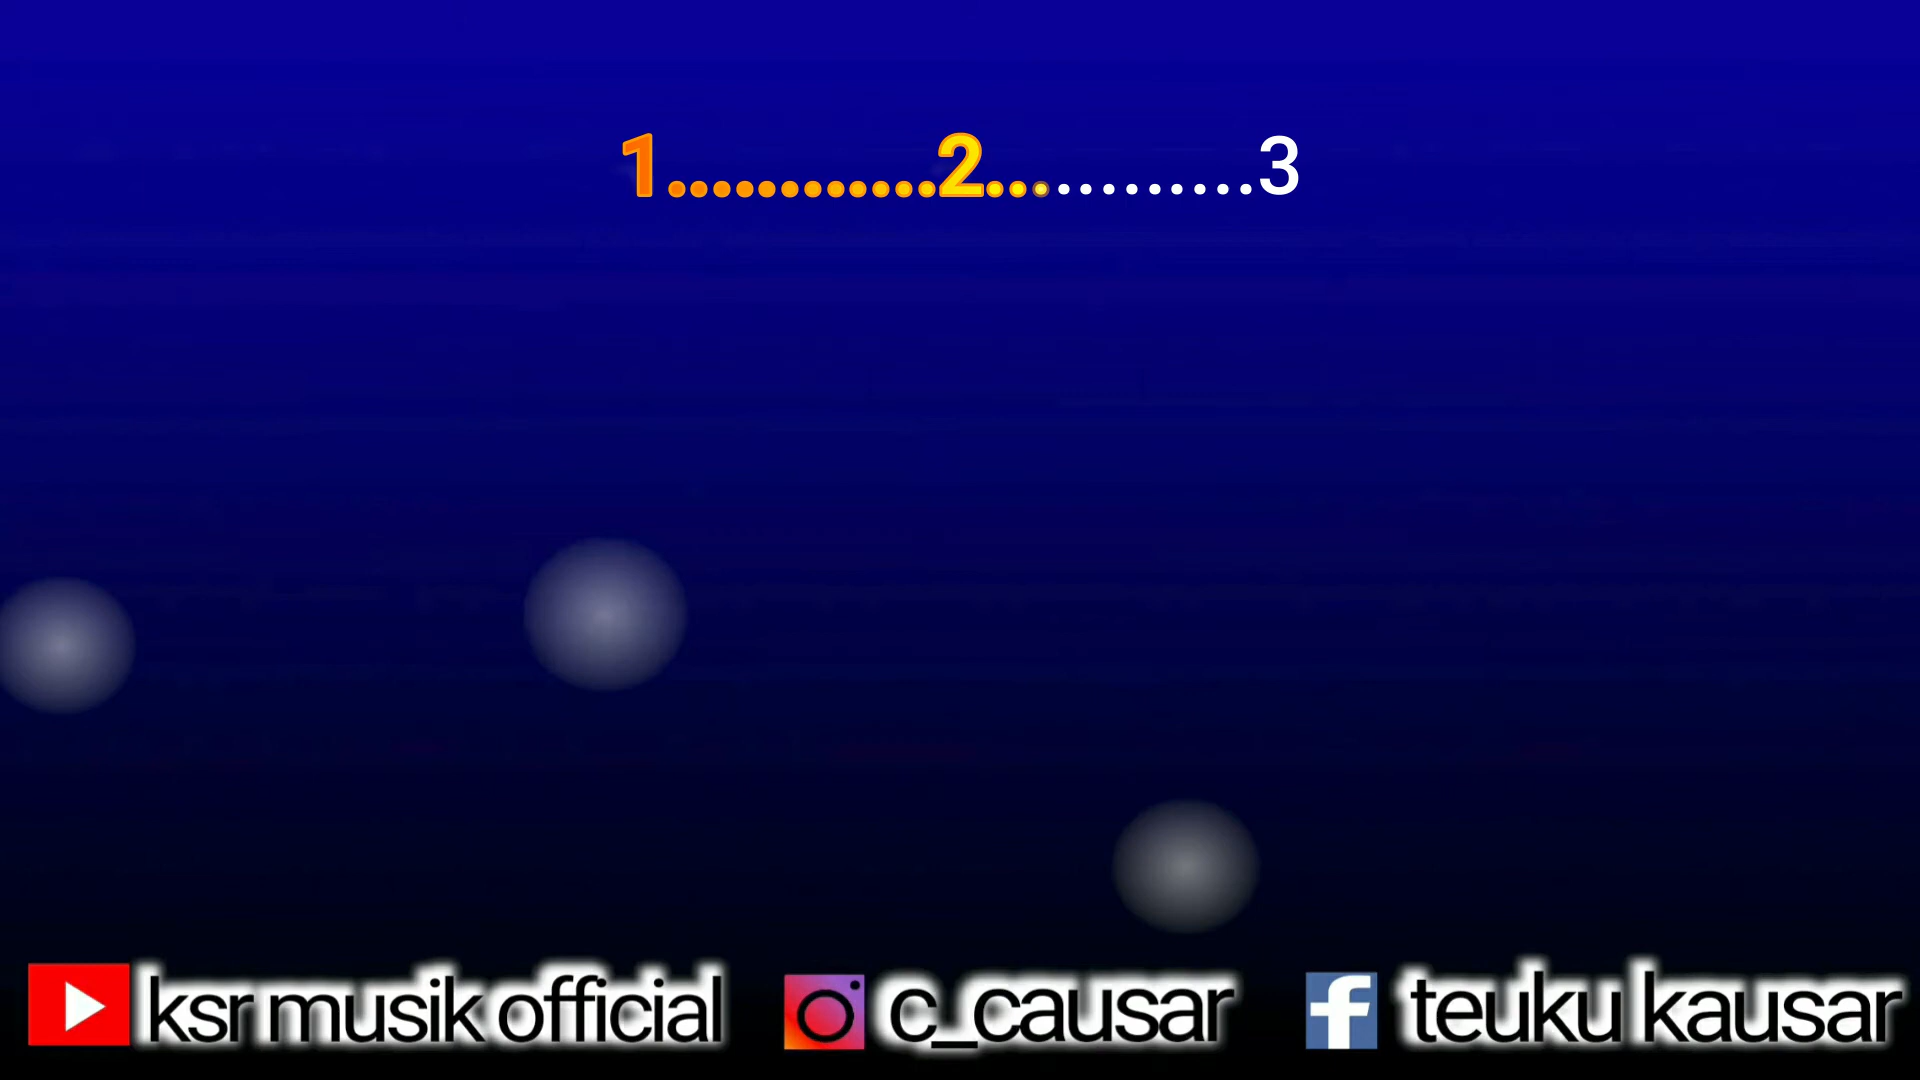 1............2............3
ksr musik official c_causar teuku kausar